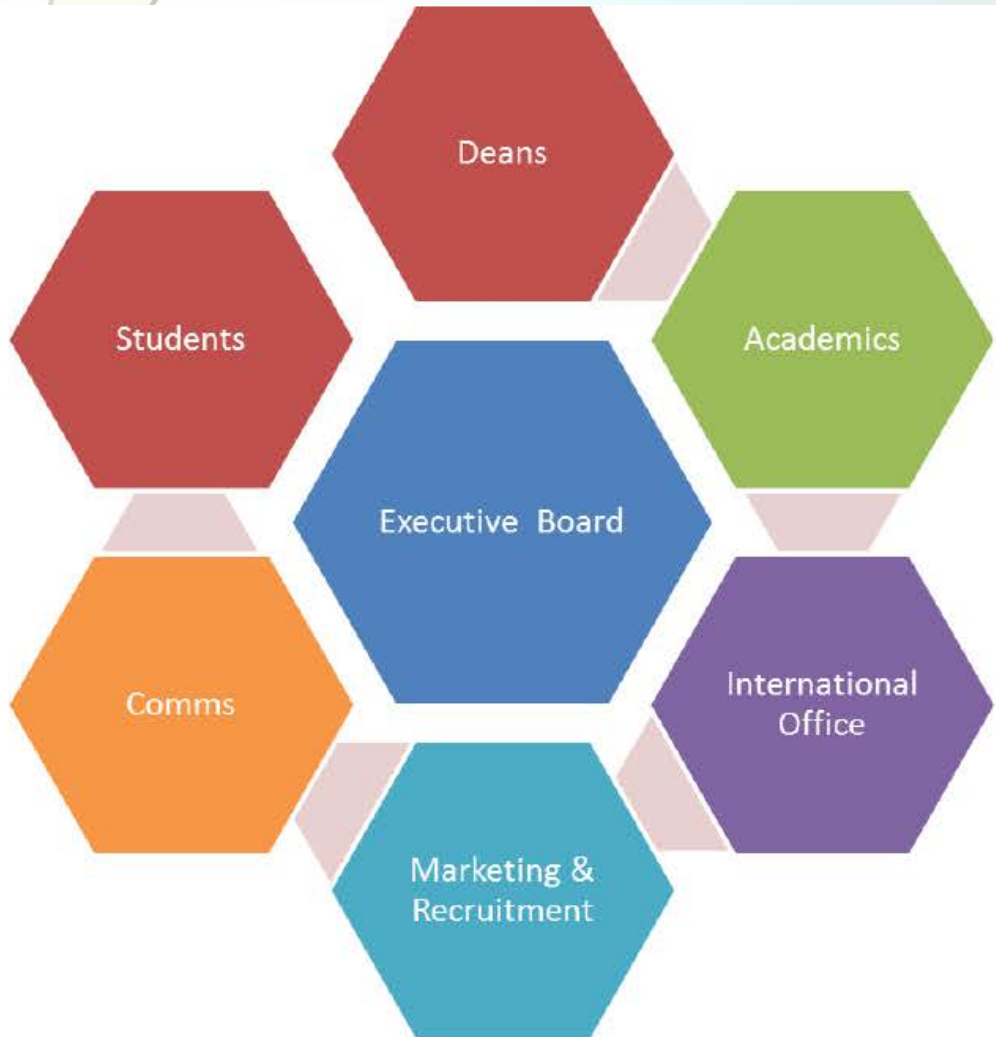 Deans
Students
Academics
Executive Board
Comms
International
Office
Marketing &
Recruitment